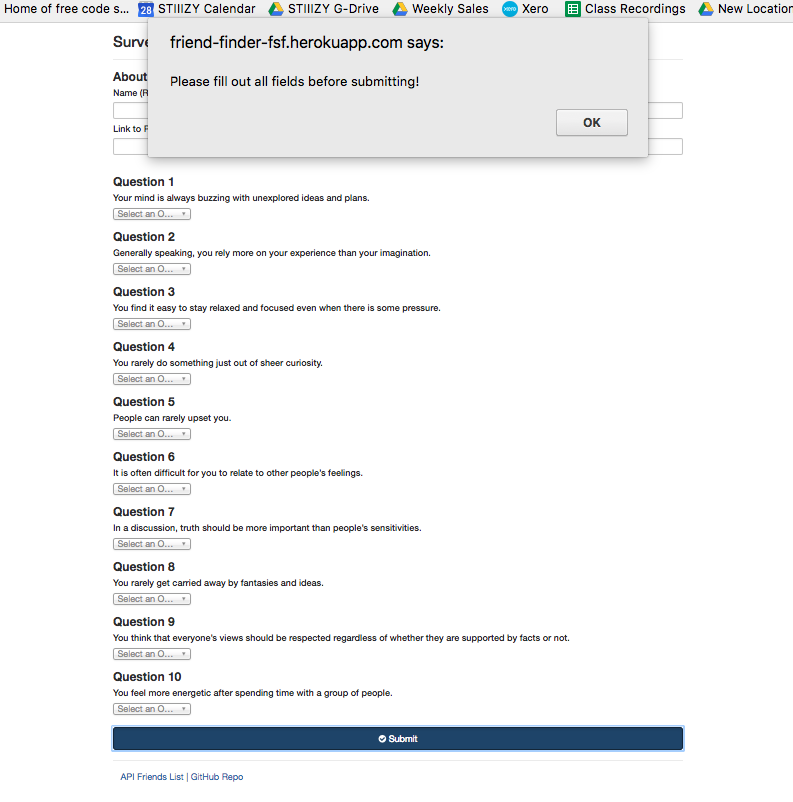 Home of free code s... 28 STIIIZY Calendar STIIIZY G-Drive Weekly Sales xero Xero Class Recordings New Location
friend-finder-fsf.herokuapp.com says:
Please fill out all fields before submitting!
OK
Surve
About
Name (R
Link to P
Question 1
Your mind is always buzzing with unexplored ideas and plans.
Select an O...
Question 2
Generally speaking, you rely more on your experience than your imagination.
Select an O...
Question 3
You find it easy to stay relaxed and focused even when there is some pressure.
Select an O...
Question 4
You rarely do something just out of sheer curiosity.
Select an O...
Question 5
People can rarely upset you.
Select an O...
Question 6
It is often difficult for you to relate to other people's feelings.
Select an O...
Question 7
In a discussion, truth should be more important than people's sensitivities.
Select an O...
Question 8
You rarely get carried away by fantasies and ideas.
Select an O...
Question 9
You think that everyone's views should be respected regardless of whether they are supported by facts or not.
Select an O...
Question 10
You feel more energetic after spending time with a group of people.
Select an O...
Submit
API Friends List | GitHub Repo